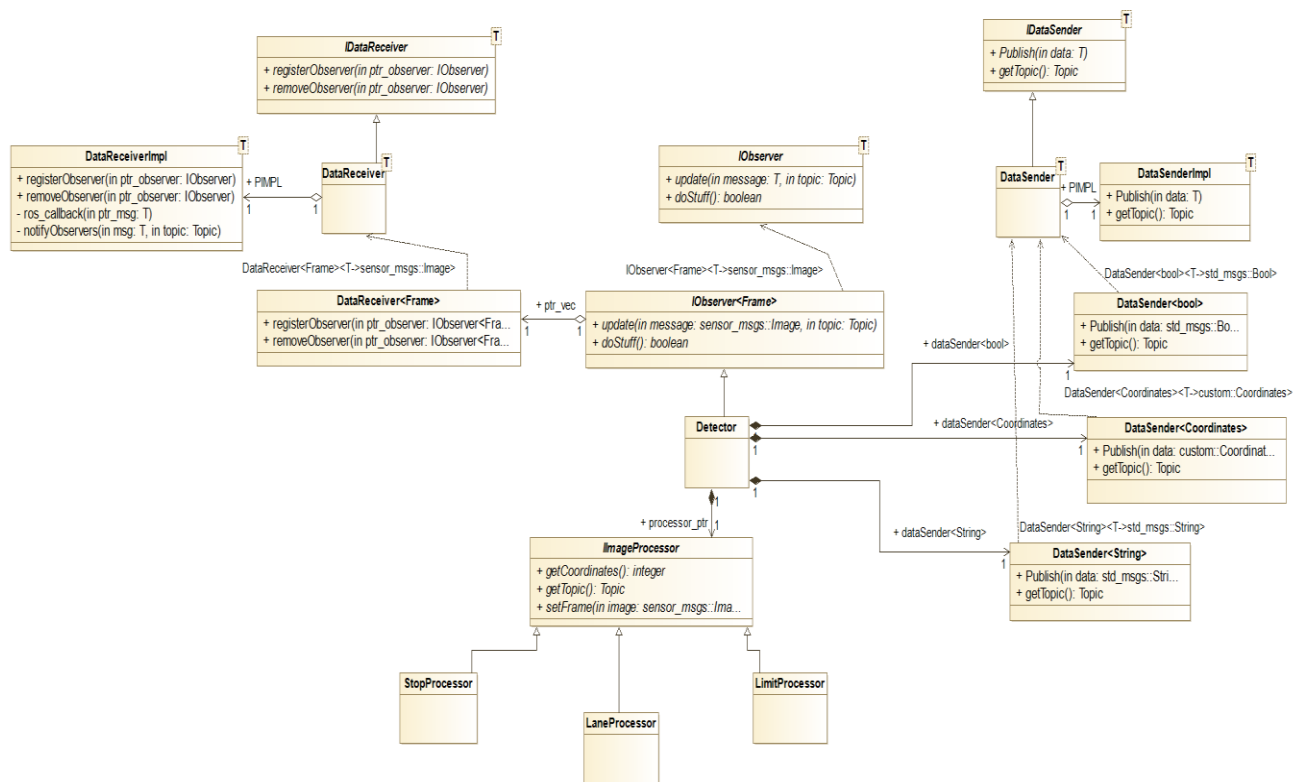 IDataReceiver
T
+ registerObserver(in ptr_observer: IObserver)
+ removeObserver(in ptr_observer: IObserver)
IDataSender
T
+ Publish(in data: T)
+ getTopic(): Topic
DataReceiverImpl
T
+ registerObserver(in ptr_observer: IObserver)
+ removeObserver(in ptr_observer: IObserver)
- ros_callback(in ptr_msg: T)
- notifyObservers(in msg: T, in topic: Topic)
+ PIMPL
1
1
DataReceiver
T
IObserver
T
+ update(in message: T, in topic: Topic)
+ doStuff(): boolean
DataSender
T
+ PIMPL
1
1
DataSenderImpl
T
+ Publish(in data: T)
+ getTopic(): Topic
DataReceiver<Frame><T->sensor_msgs::Image>
IObserver<Frame><T->sensor_msgs::Image>
DataSender<bool><T->std_msgs::Bool>
DataReceiver<Frame>
+ registerObserver(in ptr_observer: IObserver<Fra...
+ removeObserver(in ptr_observer: IObserver<Fra...
+ ptr_vec
1
1
IObserver<Frame>
+ update(in message: sensor_msgs::Image, in topic: Topic)
+ doStuff(): boolean
DataSender<bool>
+ Publish(in data: std_msgs::Bo...
+ getTopic(): Topic
+ dataSender<bool>
1
1
DataSender<Coordinates><T->custom::Coordinates>
Detector
+ dataSender<Coordinates>
1
1
DataSender<Coordinates>
+ Publish(in data: custom::Coordinat...
+ getTopic(): Topic
1
1
+ processor_ptr
1
+ dataSender<String>
1
DataSender<String><T->std_msgs::String>
DataSender<String>
+ Publish(in data: std_msgs::Stri...
+ getTopic(): Topic
IImageProcessor
+ getCoordinates(): integer
+ getTopic(): Topic
+ setFrame(in image: sensor_msgs::Ima...
StopProcessor
LaneProcessor
LimitProcessor